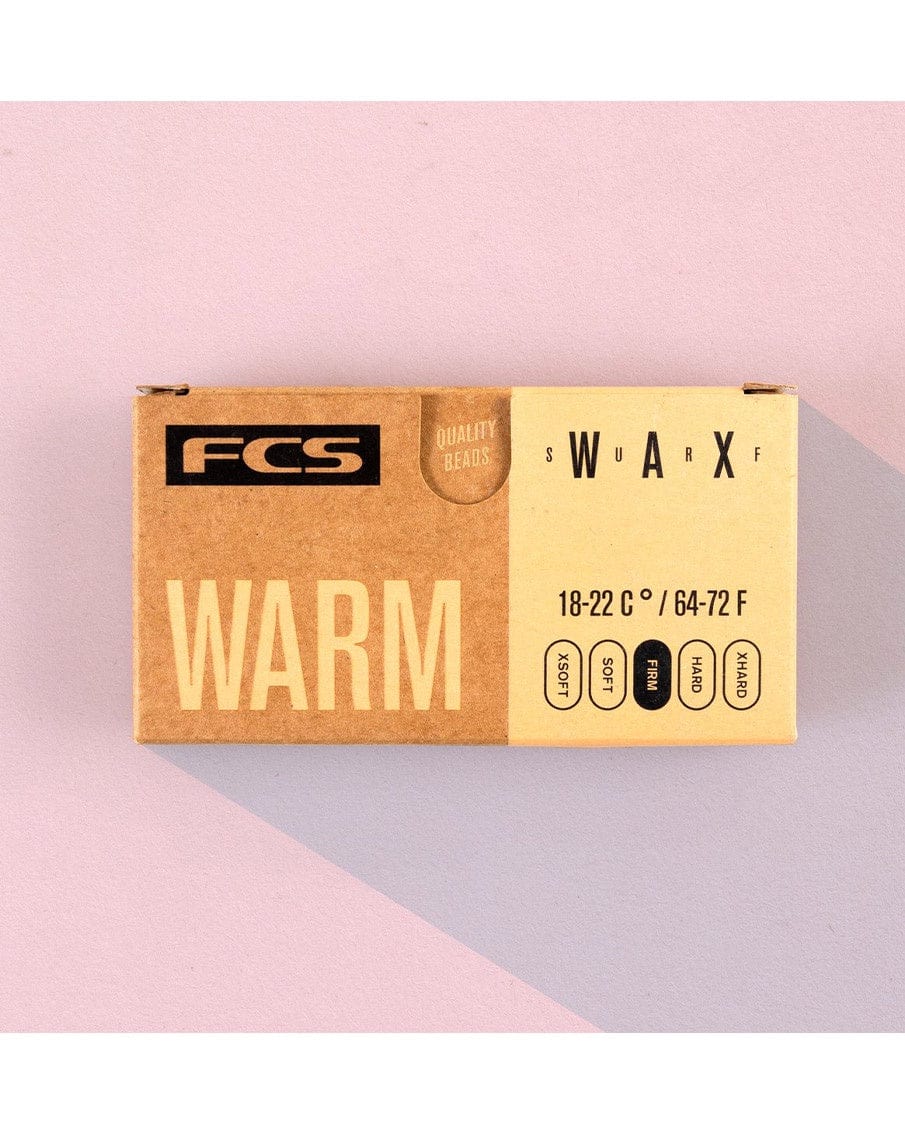 FCS
QUALITY
BEADS
WARM
S W U A R X F
18-22 C° / 64-72 F
XSOFT
SOFT
FIRM
HARD
XHARD